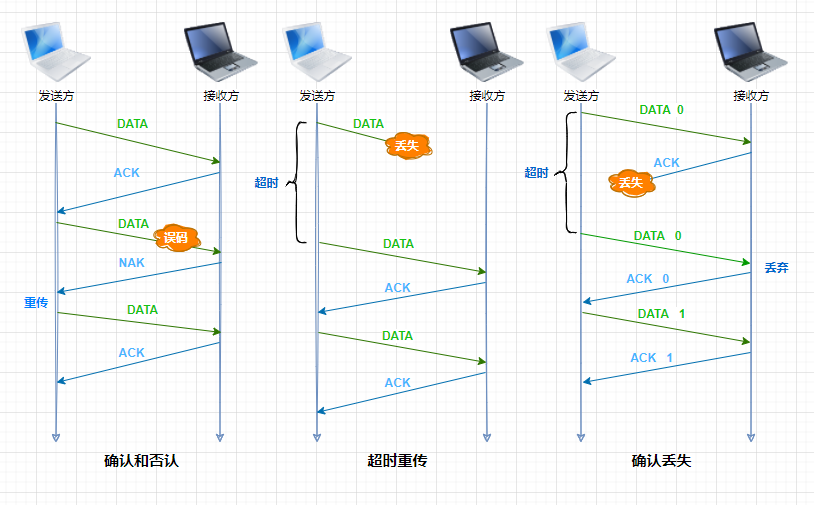 发送方
接收方
DATA
ACK
DATA
误码
NAK
重传
DATA
ACK
确认和否认
发送方
接收方
DATA
丢失
超时
DATA
ACK
DATA
ACK
超时重传
发送方
接收方
DATA 0
ACK
超时
丢失
DATA 0
丢弃
ACK 0
DATA 1
ACK 1
确认丢失